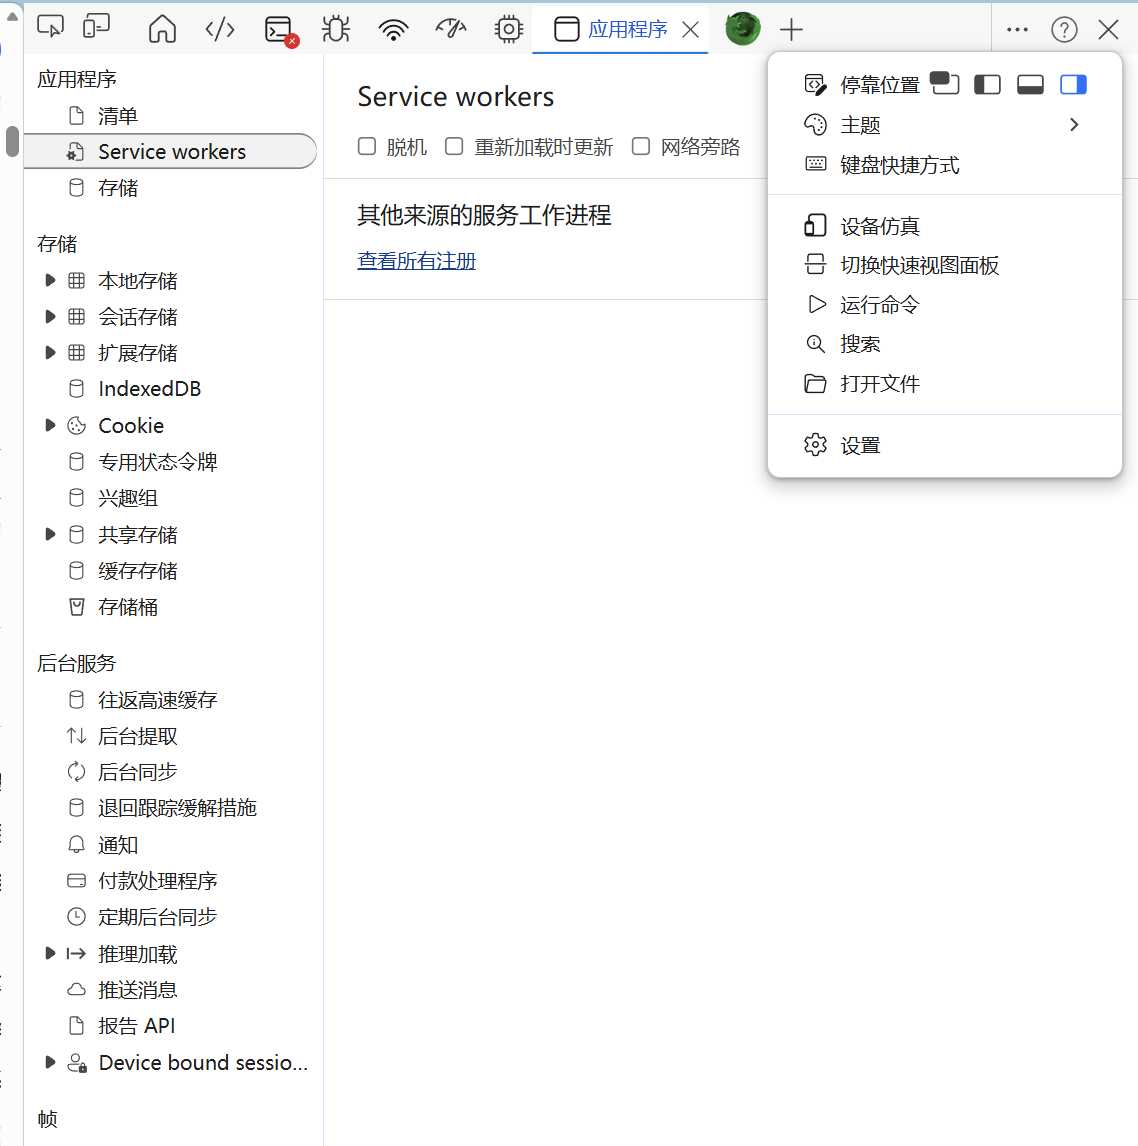 应用程序
应用程序
清单
Service workers
存储
存储
本地存储
会话存储
扩展存储
IndexedDB
Cookie
专用状态令牌
兴趣组
共享存储
缓存存储
存储桶
后台服务
往返高速缓存
后台提取
后台同步
退回跟踪缓解措施
通知
付款处理程序
定期后台同步
推理加载
推送消息
报告 API
Device bound sessio...
帧
Service workers
脱机 重新加载时更新 网络旁路
其他来源的服务工作进程
查看所有注册
停靠位置
主题
键盘快捷方式
设备仿真
切换快速视图面板
运行命令
搜索
打开文件
设置